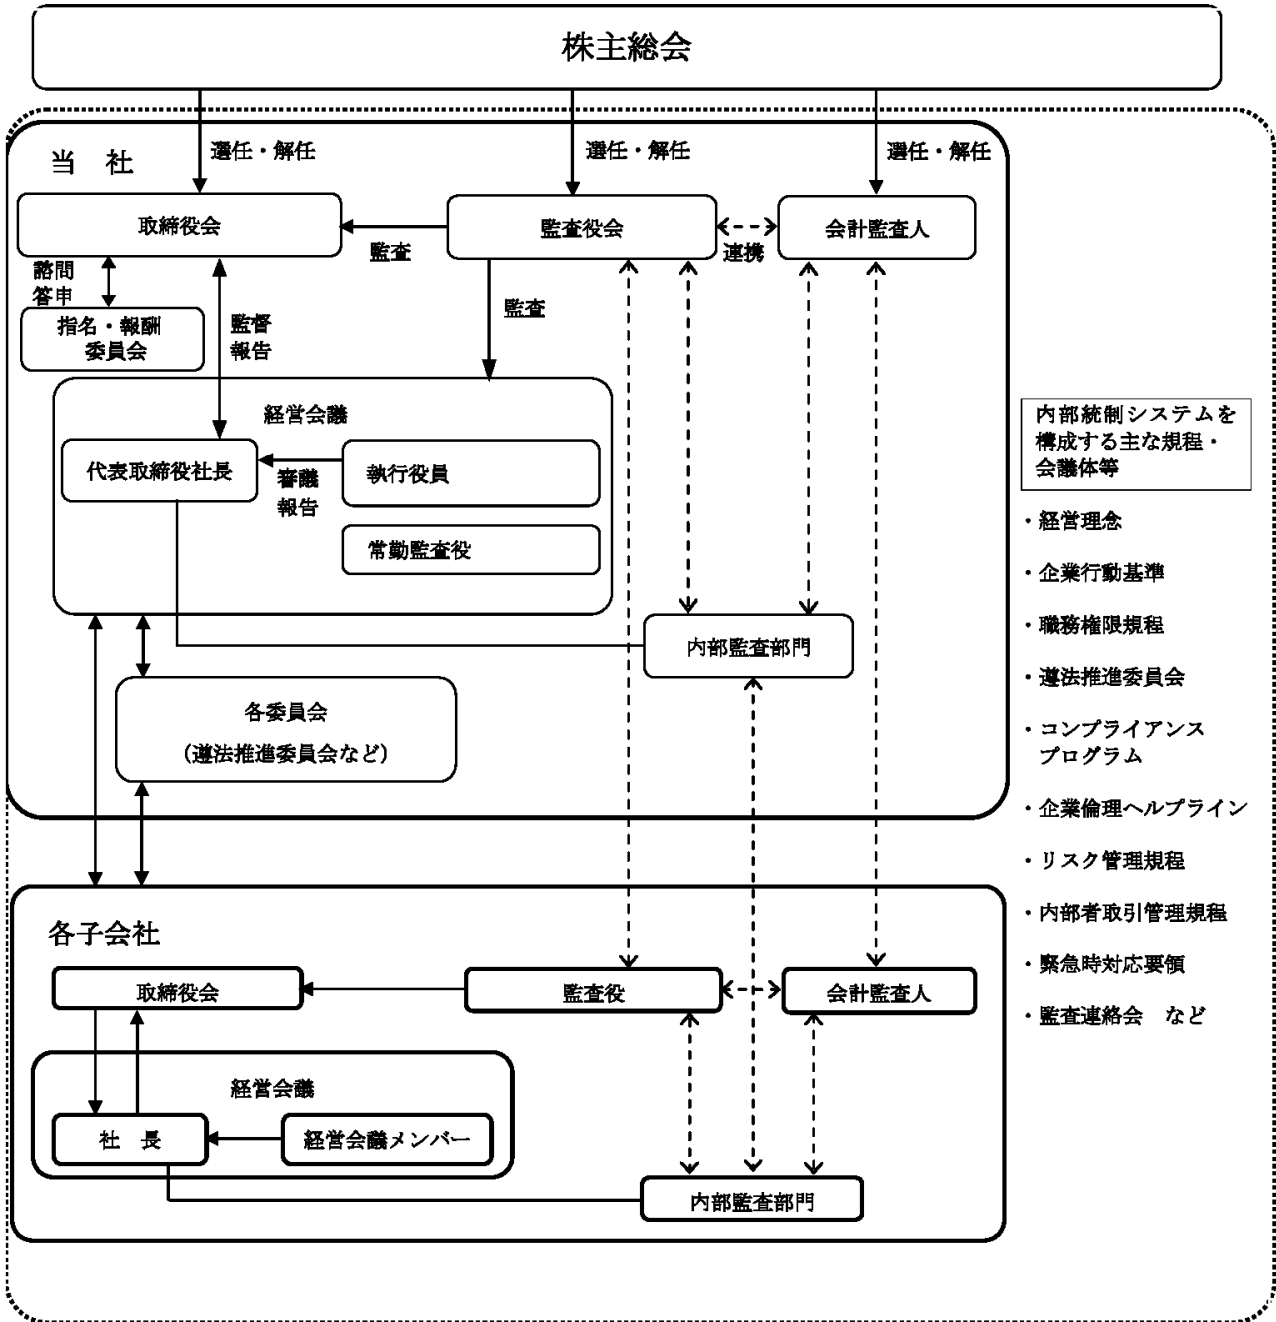 株主総会
当　社
選任・解任
選任・解任
選任・解任
取締役会
監査役会
会計監査人
監査
連携
諮問
答申
指名・報酬
委員会
監督
報告
監査
経営会議
代表取締役社長
審議
報告
執行役員
常勤監査役
内部監査部門
各委員会
（遵法推進委員会など）
各子会社
取締役会
監査役
会計監査人
経営会議
社　長
経営会議メンバー
内部監査部門
内部統制システムを
構成する主な規程・
会議体等
・経営理念
・企業行動基準
・職務権限規程
・遵法推進委員会
・コンプライアンス
プログラム
・企業倫理ヘルプライン
・リスク管理規程
・内部者取引管理規程
・緊急時対応要領
・監査連絡会　など